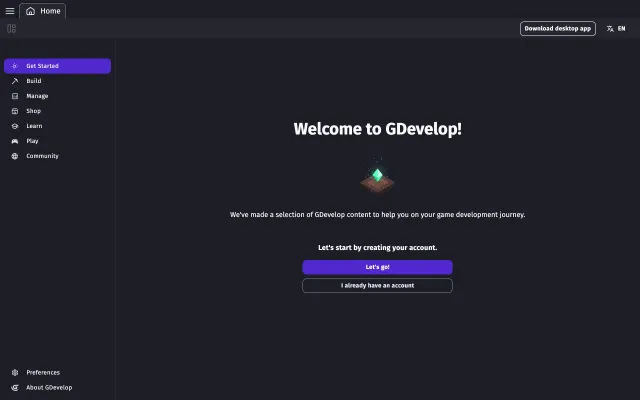 Home
Download desktop app
EN
Get Started
Build
Manage
Shop
Learn
Play
Community
Welcome to GDevelop!
We've made a selection of GDevelop content to help you on your game development journey.
Let's start by creating your account.
Let's go!
I already have an account
Preferences
About GDevelop